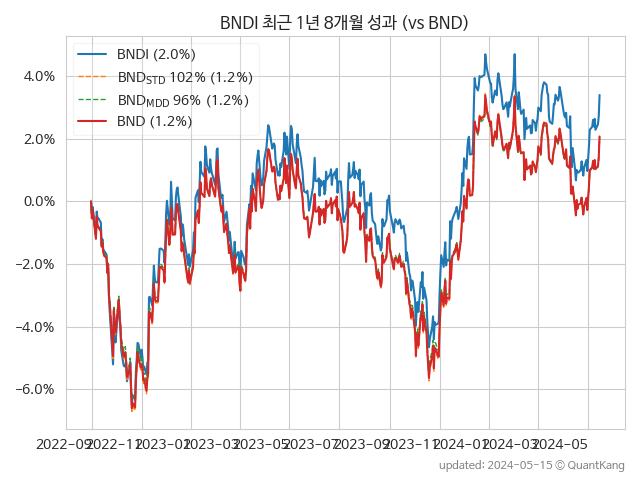 BNDI 최근 1년 8개월 성과 (vs BND)
BNDI (2.0%)
BND_STD 102% (1.2%)
BND_MDD 96% (1.2%)
BND (1.2%)
4.0%
2.0%
0.0%
−2.0%
−4.0%
−6.0%
2022-09 2022-11 2023-01 2023-03 2023-05 2023-07 2023-09 2023-11 2024-01 2024-03 2024-05
updated: 2024-05-15 © QuantKang